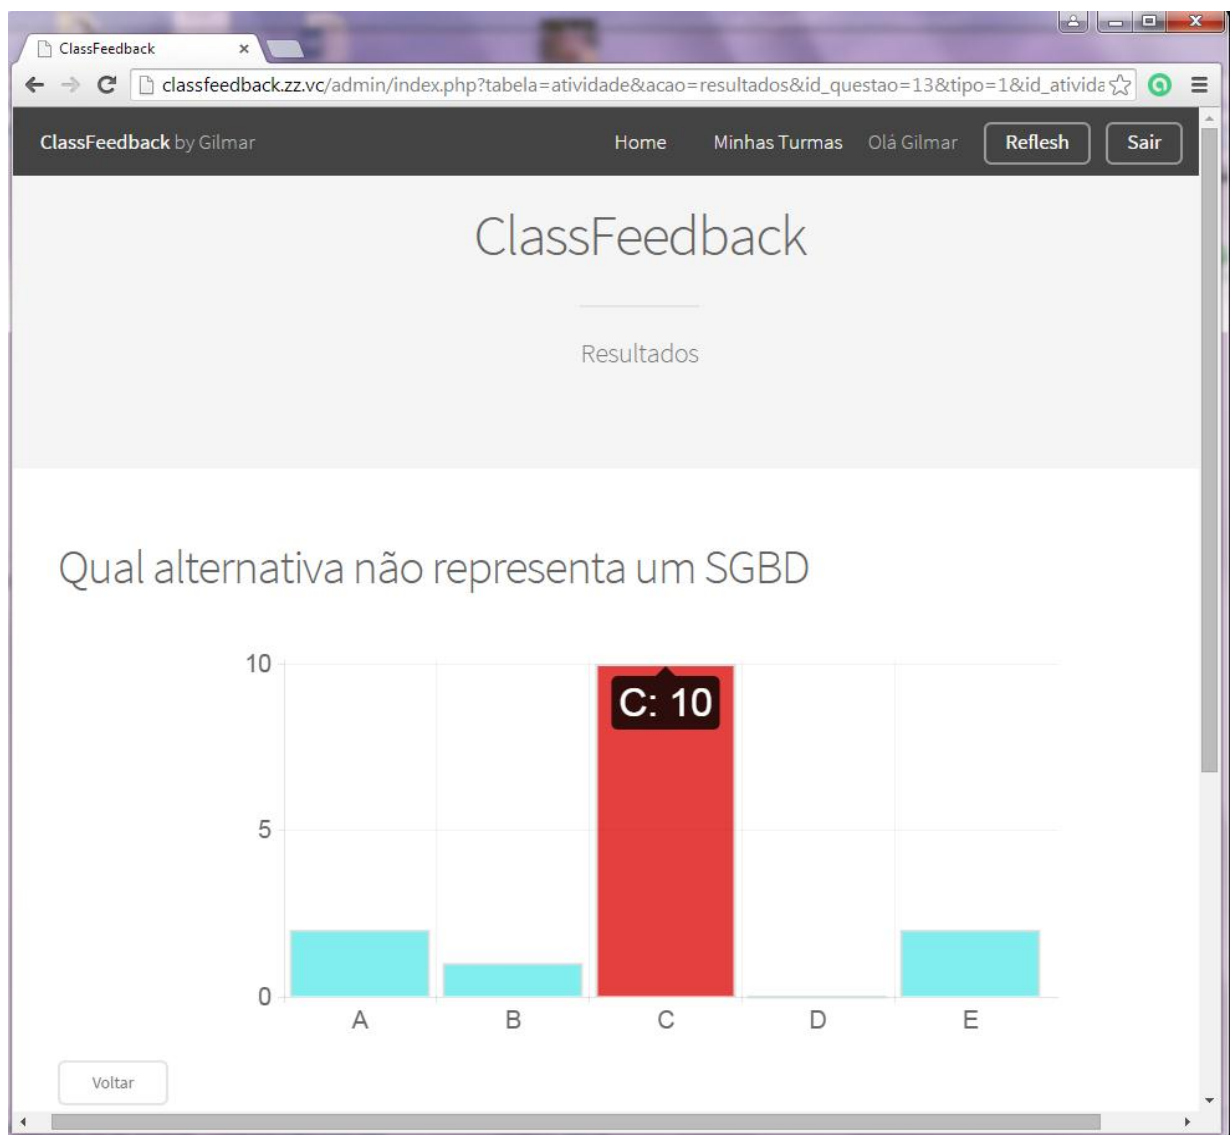 ClassFeedback
classfeedback.zz.vc/admin/index.php?tabela=atividade&acao=resultados&id_questao=13&tipo=1&id_ativida
ClassFeedback by Gilmar Home Minhas Turmas Olá Gilmar Reflesh Sair
ClassFeedback
Resultados
Qual alternativa não representa um SGBD
10
C: 10
5
0
A B C D E
Voltar